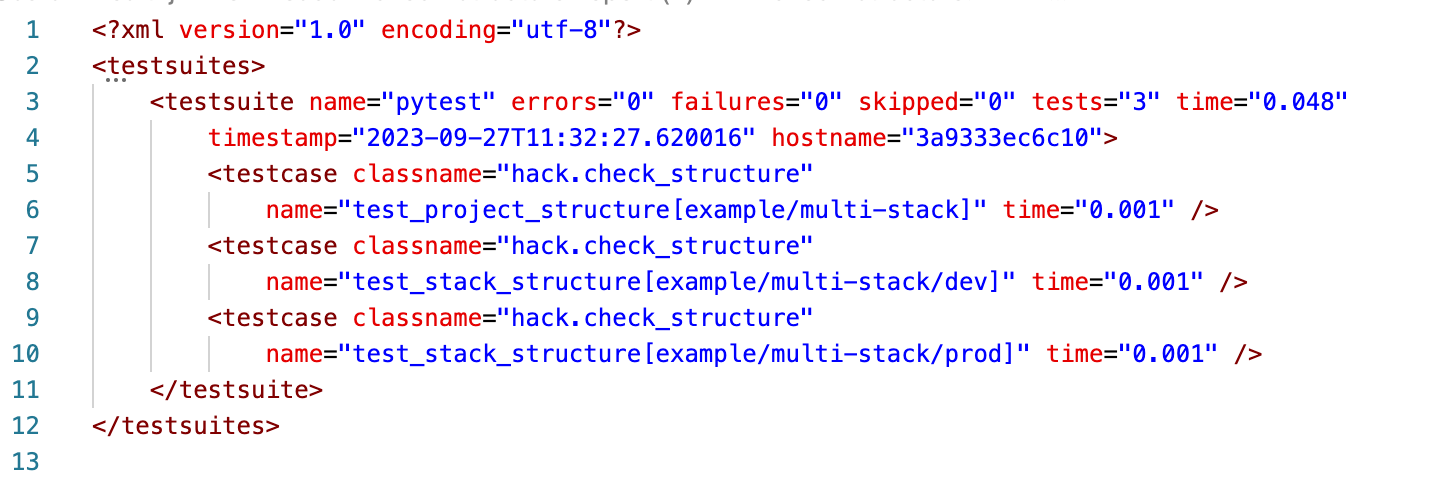 1 <?xml version="1.0" encoding="utf-8"?>
2 <testsuites>
3 <testsuite name="pytest" errors="0" failures="0" skipped="0" tests="3" time="0.048"
4 timestamp="2023-09-27T11:32:27.620016" hostname="3a9333ec6c10">
5 <testcase classname="hack.check_structure"
6 name="test_project_structure[example/multi-stack]" time="0.001" />
7 <testcase classname="hack.check_structure"
8 name="test_stack_structure[example/multi-stack/dev]" time="0.001" />
9 <testcase classname="hack.check_structure"
10 name="test_stack_structure[example/multi-stack/prod]" time="0.001" />
11 </testsuite>
12 </testsuites>
13